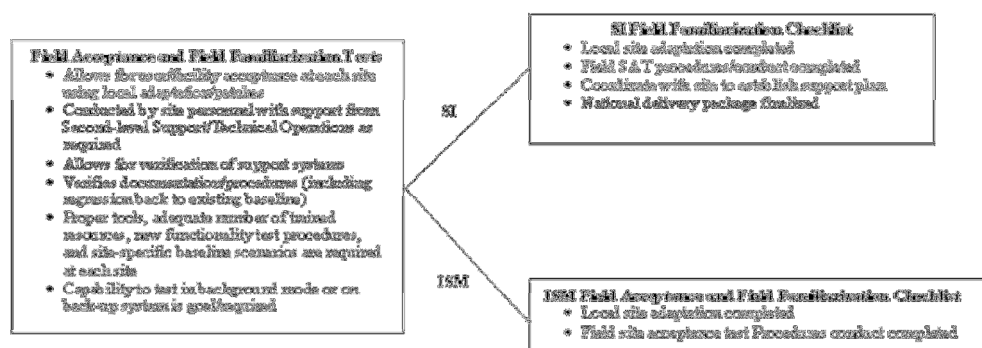 Field Acceptance and Field Familiarization Tests
• Allows for user/facility acceptance at each site
using local adaptation/patches
• Conducted by site personnel with support from
Second-level Support/Technical Operations as
required
• Allows for verification of support systems
• Verifies documentation/procedures (including
regression back to existing baseline)
• Proper tools, adequate number of trained
resources, new functionality test procedures,
and site-specific baseline scenarios are required
at each site
• Capability to test in background mode or on
back-up system is goal/required
SI
ISM
SI Field Familiarization Checklist
• Local site adaptation completed
• Field SAT procedures/conduct completed
• Coordinate with site to establish support plan
• National delivery package finalized
ISM Field Acceptance and Field Familiarization Checklist
• Local site adaptation completed
• Field site acceptance test Procedures conduct completed